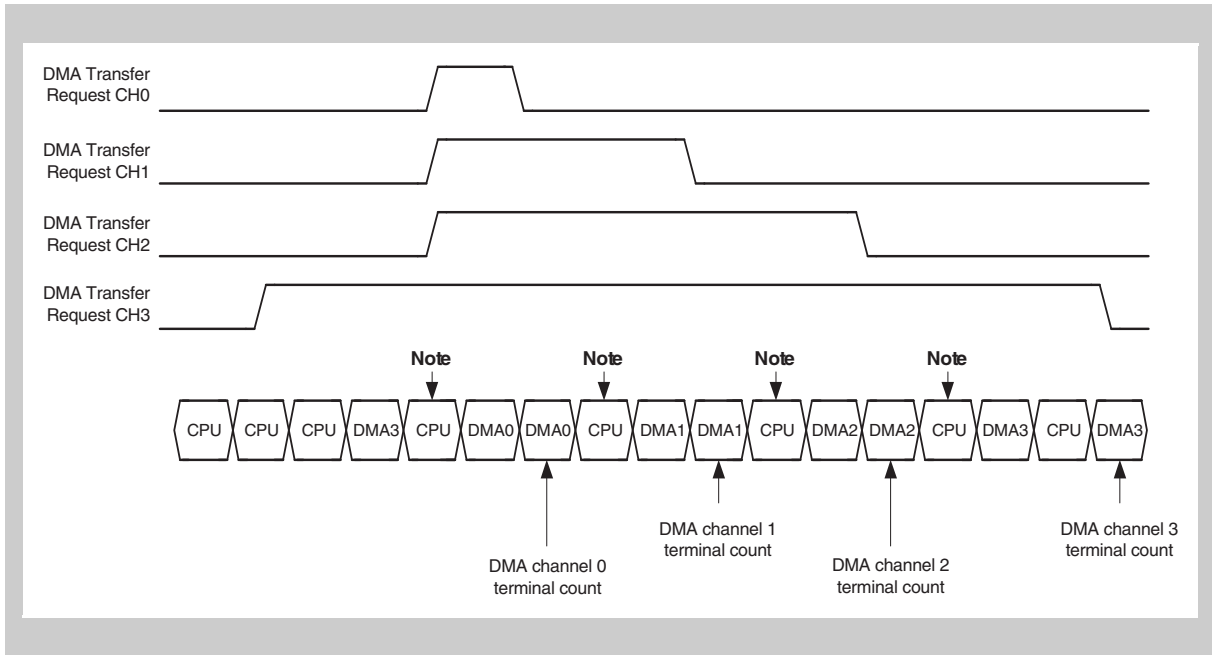 DMA Transfer
Request CH0
DMA Transfer
Request CH1
DMA Transfer
Request CH2
DMA Transfer
Request CH3
Note Note Note Note
CPU CPU CPU DMA3 CPU DMA0 DMA0 CPU DMA1 DMA1 CPU DMA2 DMA2 CPU DMA3 CPU DMA3
DMA channel 0
terminal count
DMA channel 1
terminal count
DMA channel 2
terminal count
DMA channel 3
terminal count